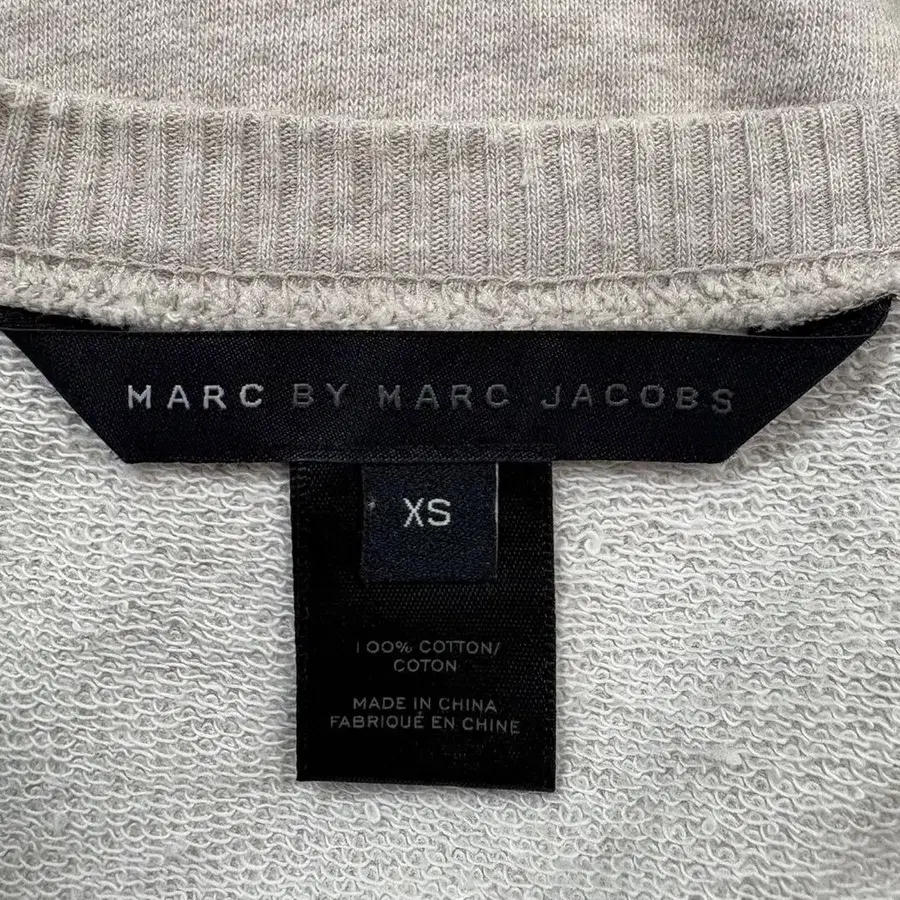 MARC BY MARC JACOBS
XS
100% COTTON/
COTON
MADE IN CHINA
FABRIQUÉ EN CHINE